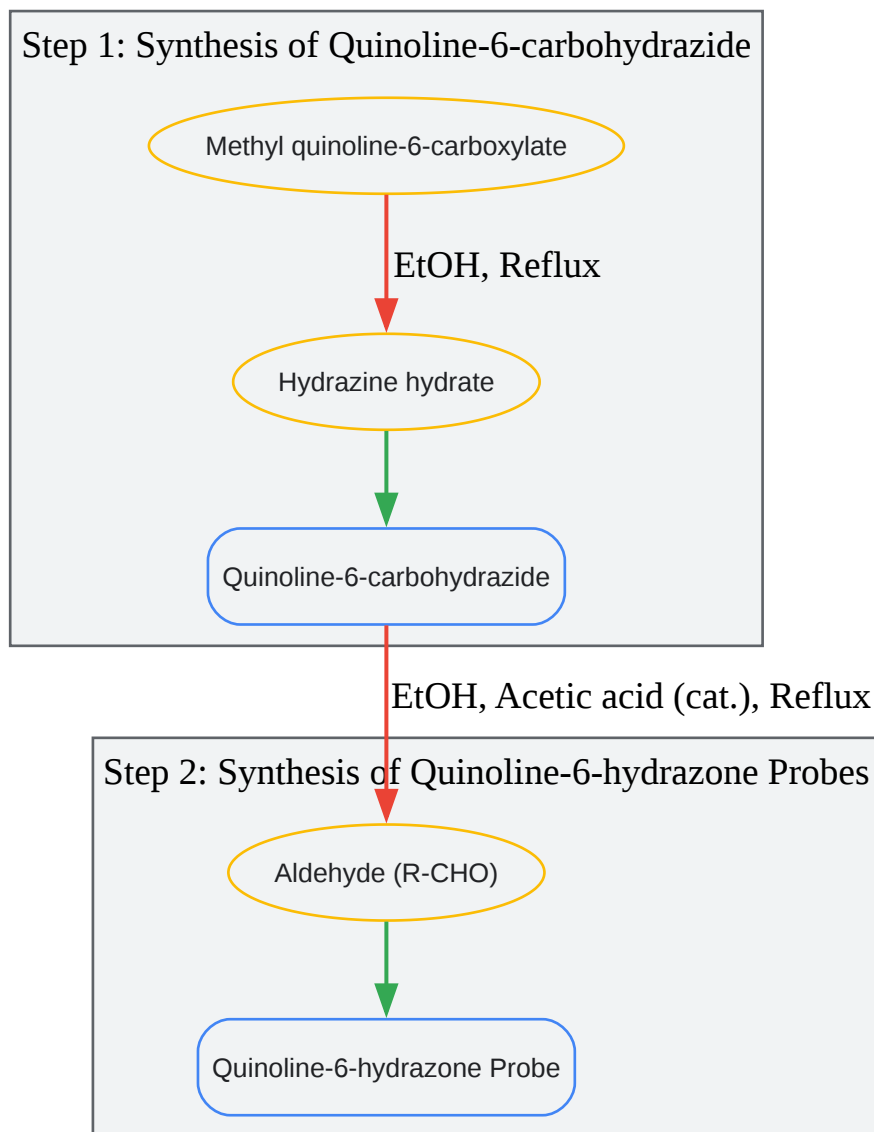 Step 1: Synthesis of Quinoline-6-carbohydrazide
Methyl quinoline-6-carboxylate
EtOH, Reflux
Hydrazine hydrate
Quinoline-6-carbohydrazide
EtOH, Acetic acid (cat.), Reflux
Step 2: Synthesis of Quinoline-6-hydrazone Probes
Aldehyde (R-CHO)
Quinoline-6-hydrazone Probe